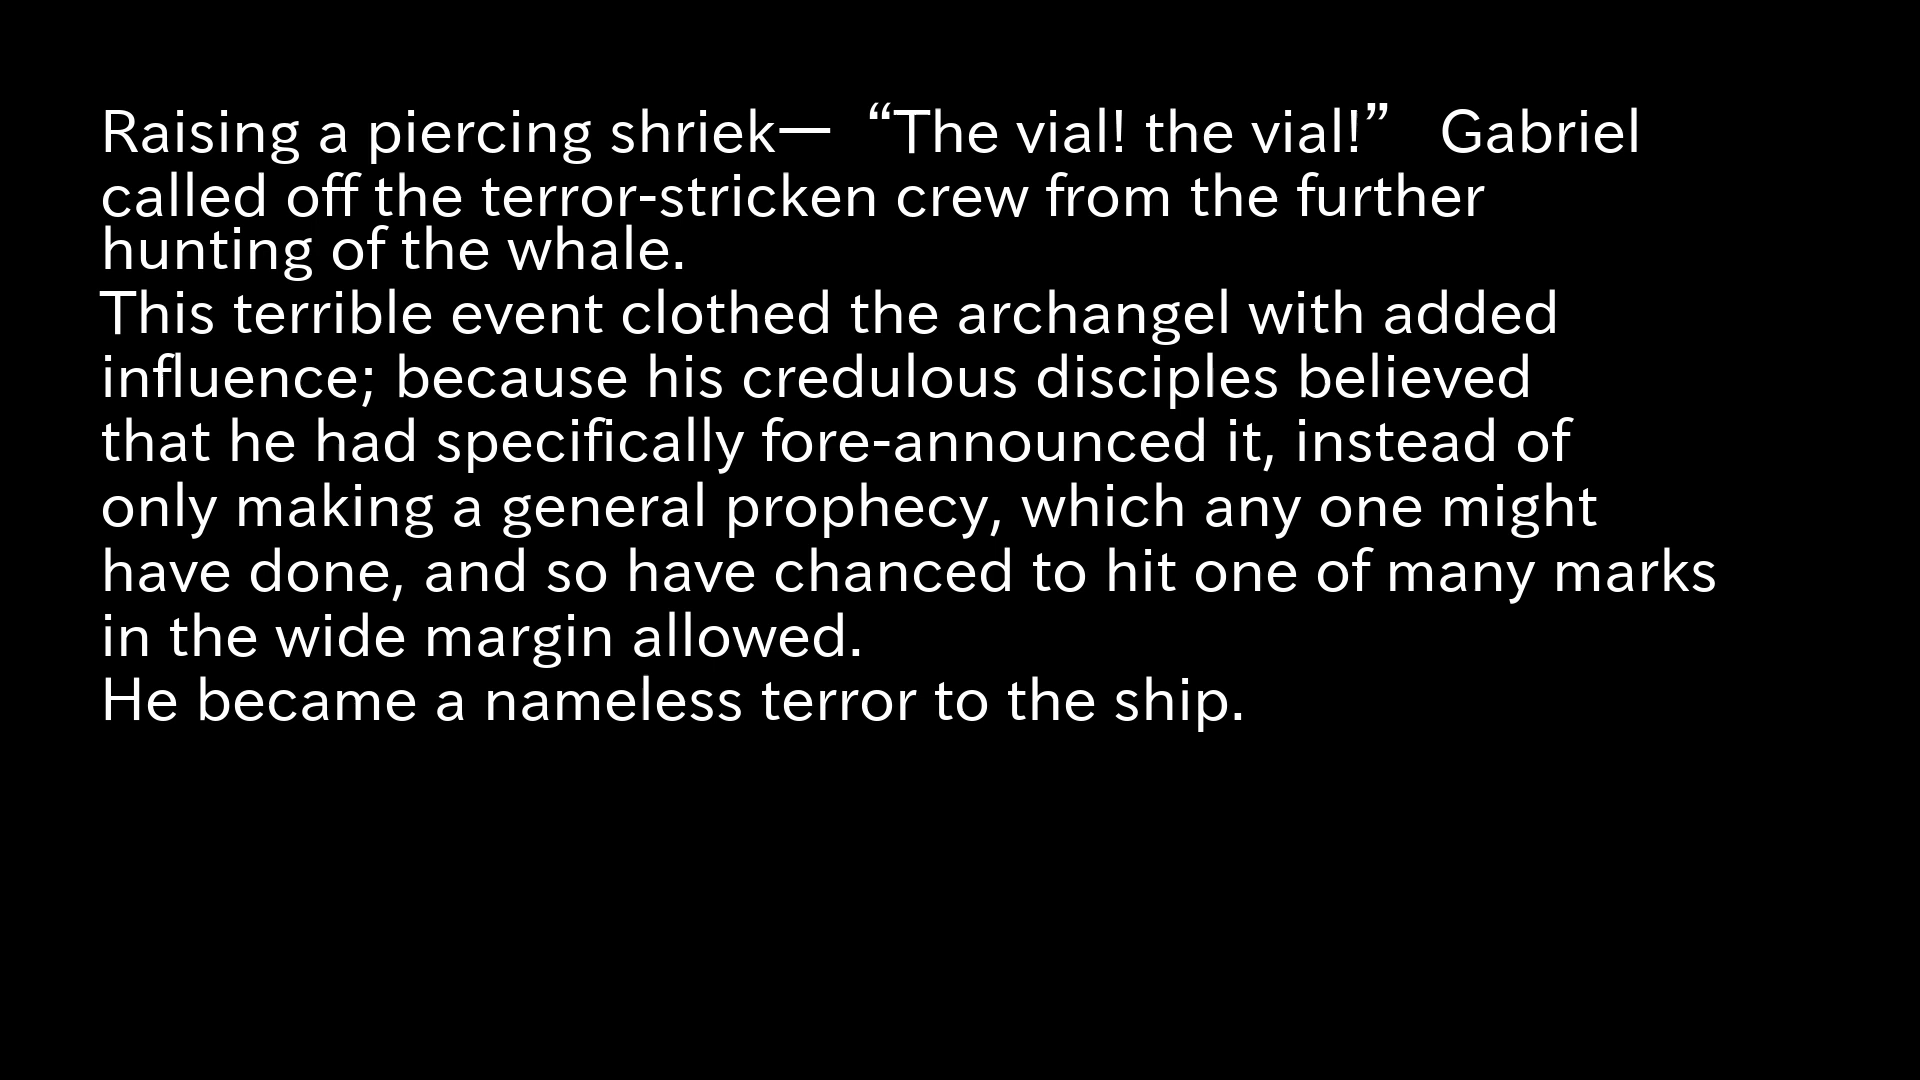 Raising a piercing shriek—“The vial! the vial!” Gabriel
called off the terror-stricken crew from the further
hunting of the whale.
This terrible event clothed the archangel with added
influence; because his credulous disciples believed
that he had specifically fore-announced it, instead of
only making a general prophecy, which any one might
have done, and so have chanced to hit one of many marks
in the wide margin allowed.
He became a nameless terror to the ship.